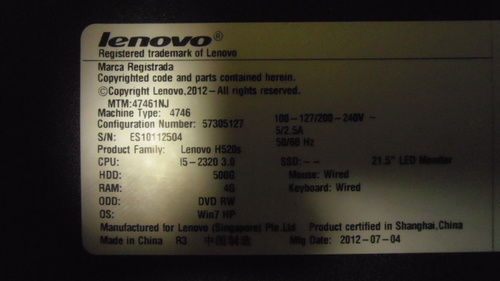 lenovo®
Registered trademark of Lenovo
Marca Registrada
Copyrighted code and parts contained herein.
©Copyright Lenovo,2012-All rights reserved.
MTM:47461NJ
Machine Type: 4746
Configuration Number: 57305127
S/N: ES10112504
Product Family: Lenovo H520s
100-127/200-240V ~
5/2.5A
50/60 Hz
CPU: I5-2320 3.0 SSD: -- 21.5" LED Monitor
HDD: 500G Mouse: Wired
RAM: 4G Keyboard: Wired
ODD: DVD RW
OS: Win7 HP
Manufactured for Lenovo (Singapore) Pte.Ltd Product certified in Shanghai,China
Made in China R3 中国制造 Mfg Date: 2012-07-04